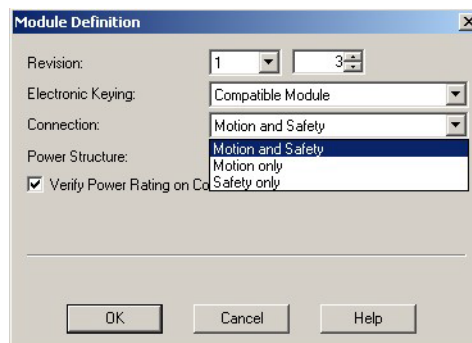 Module Definition
Revision: 1 3
Electronic Keying: Compatible Module
Connection: Motion and Safety
Motion and Safety
Power Structure:
Motion only
Verify Power Rating on Co
Safety only
OK Cancel Help